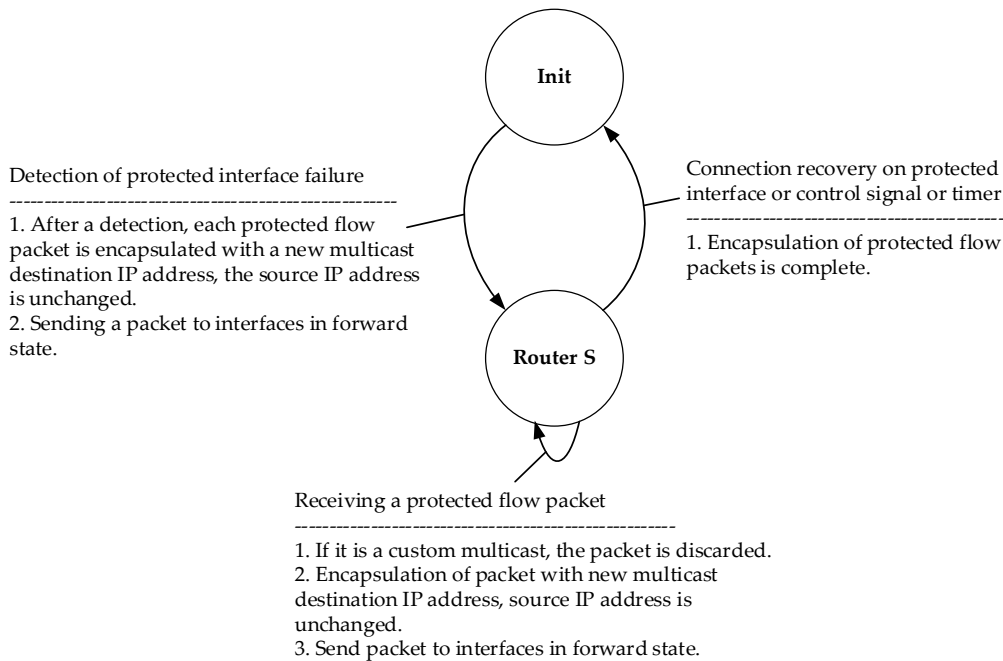 Init
Detection of protected interface failure
-------------------------------------------------------
1. After a detection, each protected flow
packet is encapsulated with a new multicast
destination IP address, the source IP address
is unchanged.
2. Sending a packet to interfaces in forward
state.
Connection recovery on protected
interface or control signal or timer
---------------------------------------------
1. Encapsulation of protected flow
packets is complete.
Router S
Receiving a protected flow packet
------------------------------------------------------
1. If it is a custom multicast, the packet is discarded.
2. Encapsulation of packet with new multicast
destination IP address, source IP address is
unchanged.
3. Send packet to interfaces in forward state.